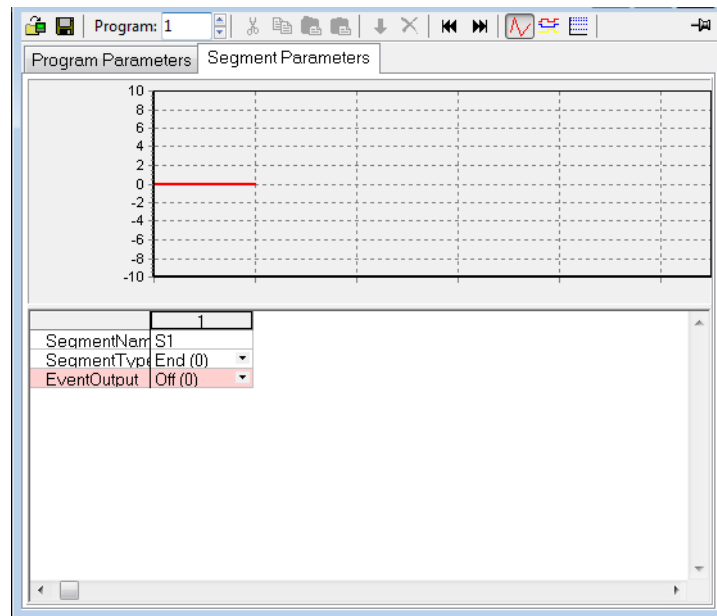 Program: 1
Program Parameters Segment Parameters
10
8
6
4
2
0
-2
-4
-6
-8
-10
1
SegmentNam S1
SegmentType End (0)
EventOutput Off (0)